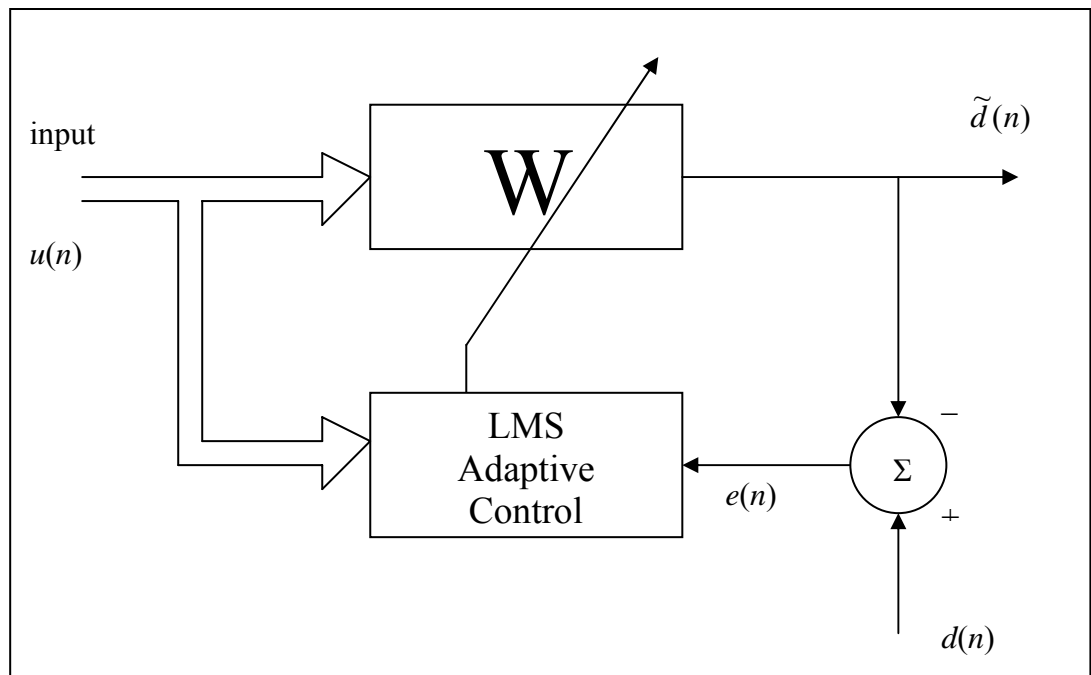 input
W
d̃(n)
u(n)
LMS
Adaptive
Control
e(n)
−
Σ
+
d(n)